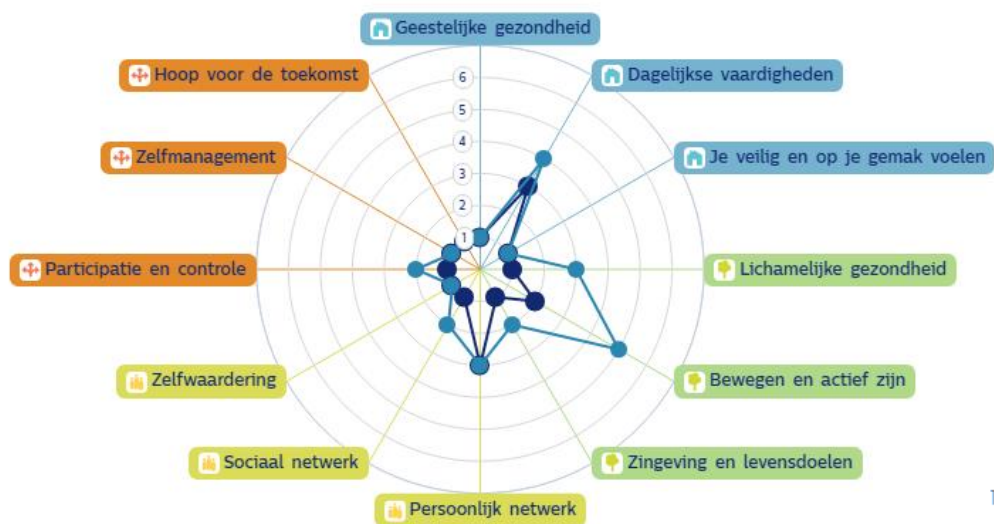 Geestelijke gezondheid
Hoop voor de toekomst
Dagelijkse vaardigheden
Zelfmanagement
Je veilig en op je gemak voelen
Participatie en controle
Lichamelijke gezondheid
Zelfwaardering
Bewegen en actief zijn
Sociaal netwerk
Zingeving en levensdoelen
Persoonlijk netwerk
6
5
4
3
2
1
1